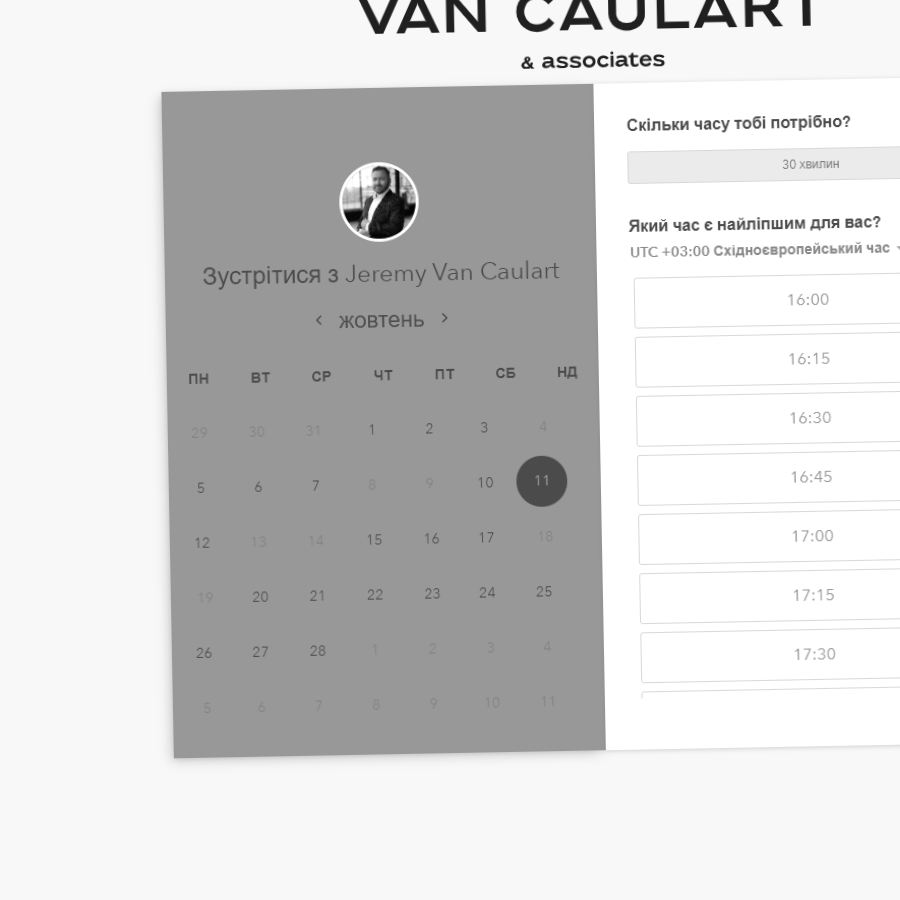 VAN CAULART
& associates
Зустрітися з Jeremy Van Caulart
< жовтень >
ПН ВТ СР ЧТ ПТ СБ НД
29 30 31 1 2 3 4
5 6 7 8 9 10 11
12 13 14 15 16 17 18
19 20 21 22 23 24 25
26 27 28 1 2 3 4
5 6 7 8 9 10 11
Скільки часу тобі потрібно?
30 хвилин
Який час є найліпшим для вас?
UTC +03:00 Східноєвропейський час
16:00
16:15
16:30
16:45
17:00
17:15
17:30